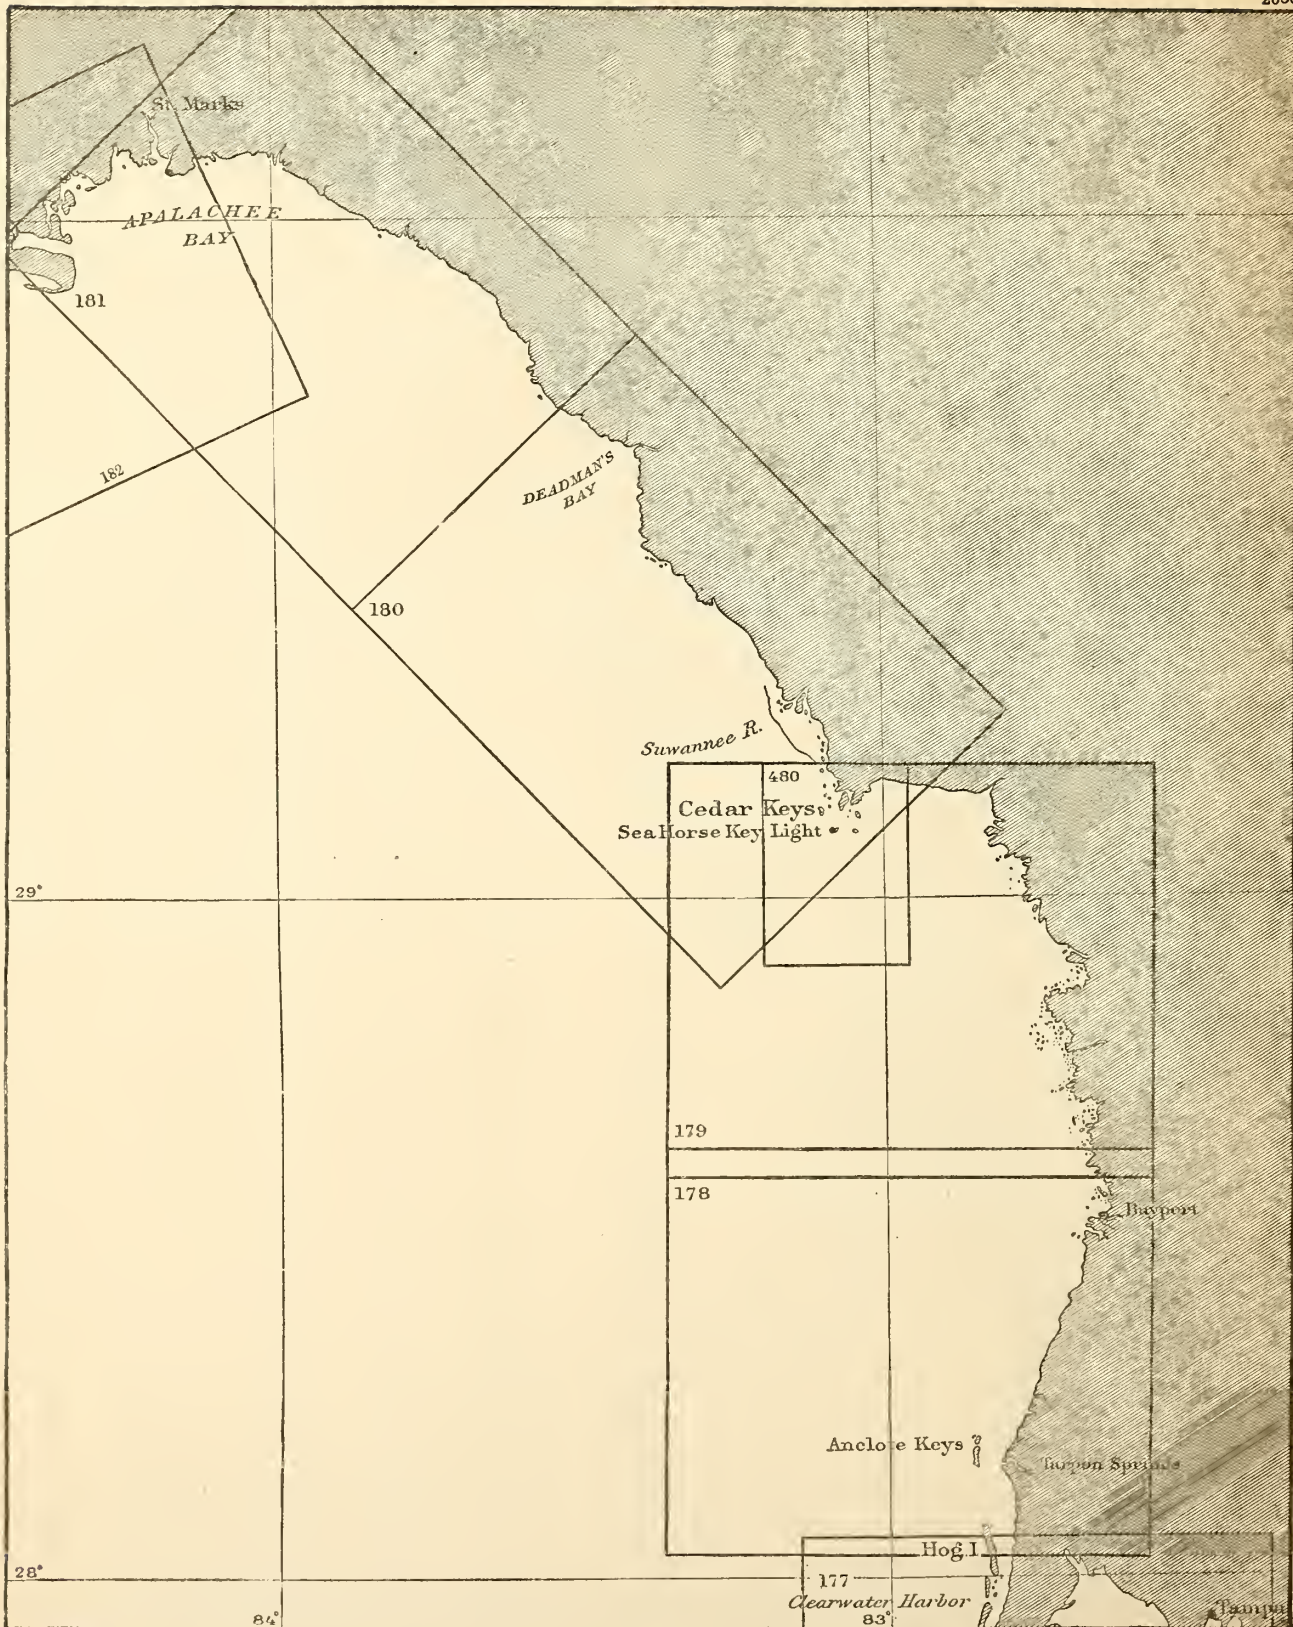 St. Marks
APALACHEE
BAY
181
182
DEADMAN'S
BAY
180
Suwannee R.
480
Cedar Keys
Sea Horse Key Light
29°
179
178
Bayport
Anclote Keys
Tarpon Springs
Hog I.
28°
177
Clearwater Harbor
84°
83°